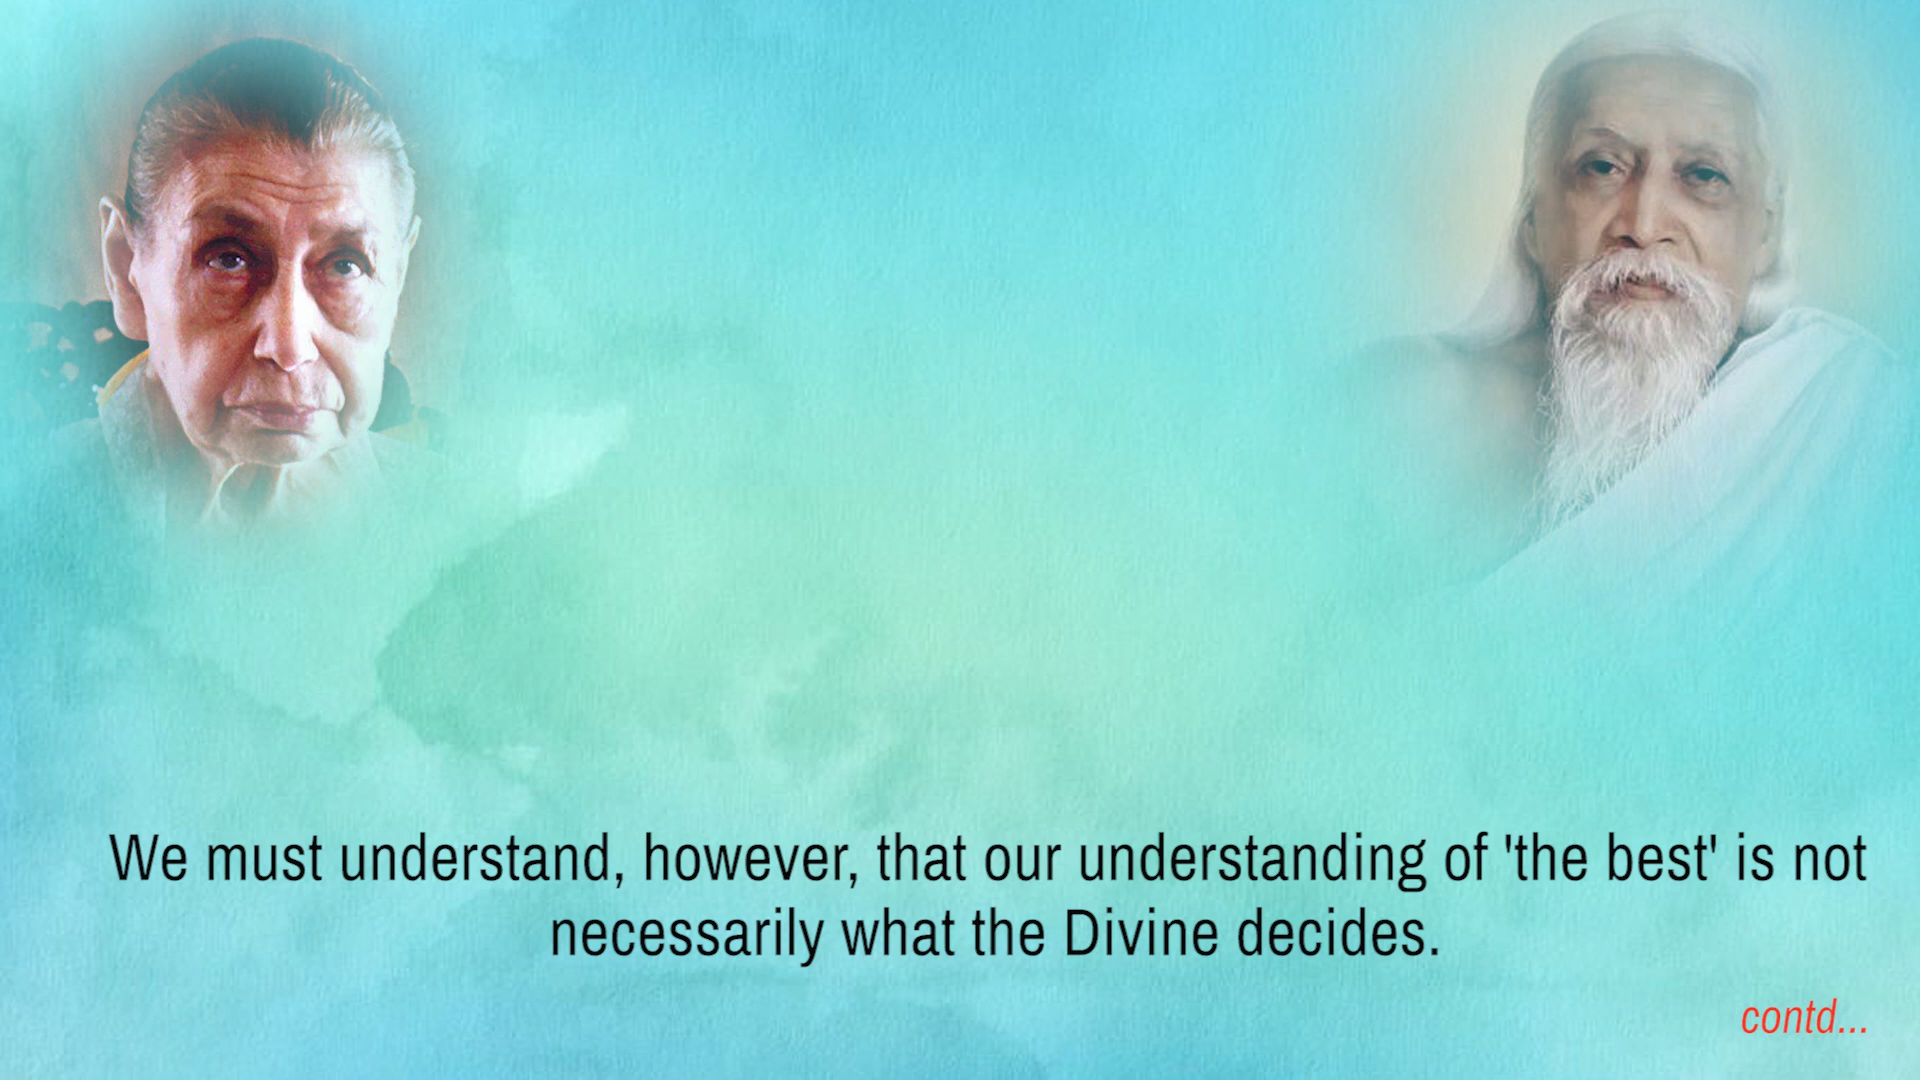 We must understand, however, that our understanding of 'the best' is not
necessarily what the Divine decides.
contd...